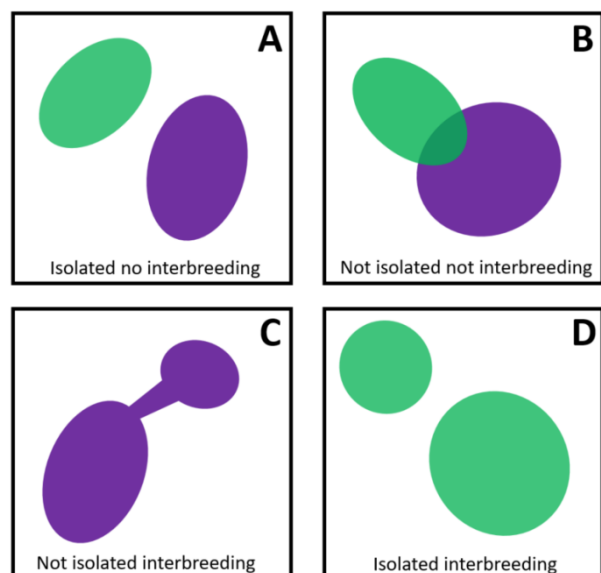 A
Isolated no interbreeding
B
Not isolated not interbreeding
C
Not isolated interbreeding
D
Isolated interbreeding